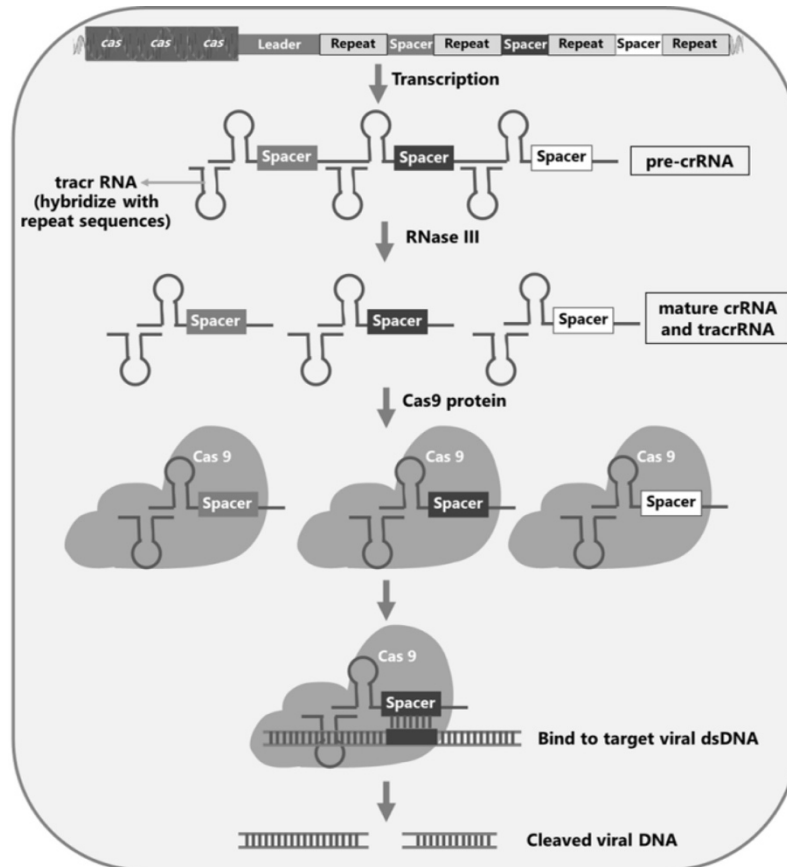 cas cas cas Leader Repeat Spacer Repeat Spacer Repeat Spacer Repeat
Transcription
Spacer Spacer Spacer pre-crRNA
tracr RNA
(hybridize with
repeat sequences)
RNase III
Spacer Spacer Spacer
mature crRNA
and tracrRNA
Cas9 protein
Cas 9 Cas 9 Cas 9
Spacer Spacer Spacer
Cas 9
Spacer
Bind to target viral dsDNA
Cleaved viral DNA